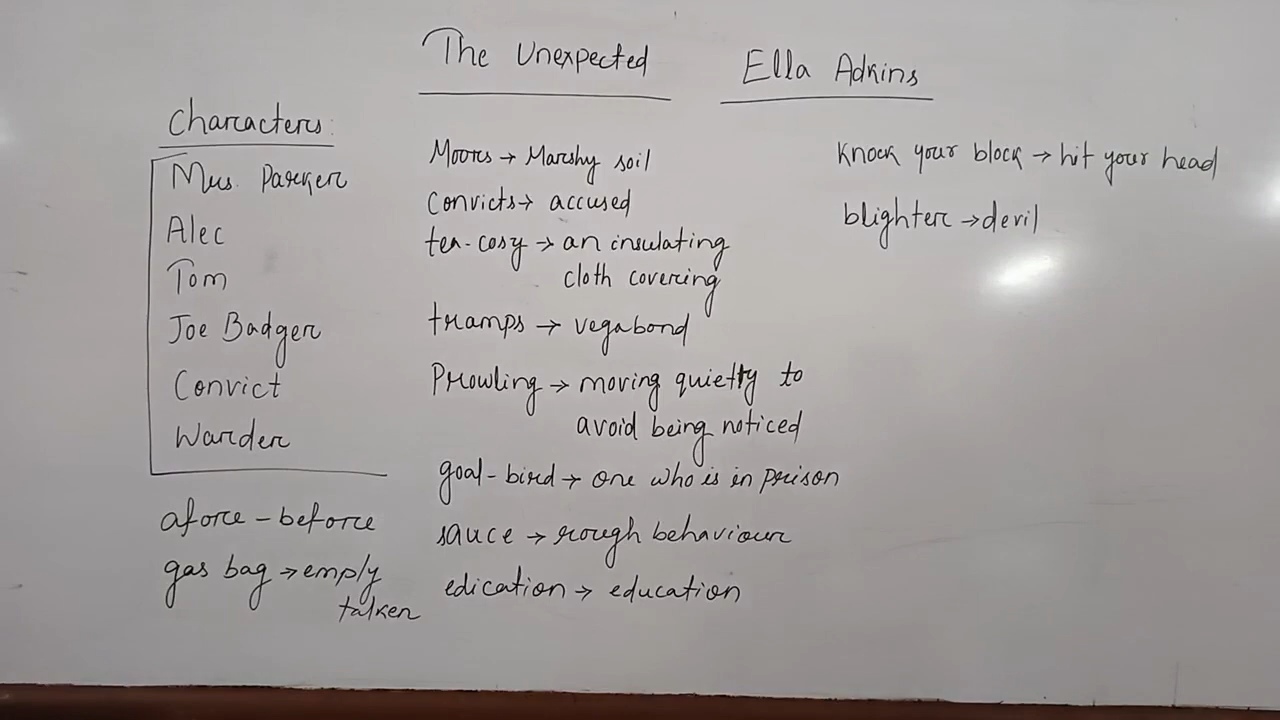 The Unexpected
Ella Adkins
Characters:
Mrs. Parker
Alec
Tom
Joe Badger
Convict
Warder
afore - before
gas bag → empty
talker
Moors → Marshy soil
Convicts → accused
tea-cosy → an insulating
cloth covering
tramps → vegabond
Prowling → moving quietly to
avoid being noticed
goal-bird → one who is in prison
sauce → rough behaviour
edication → education
Knock your block → hit your head
blighter → devil